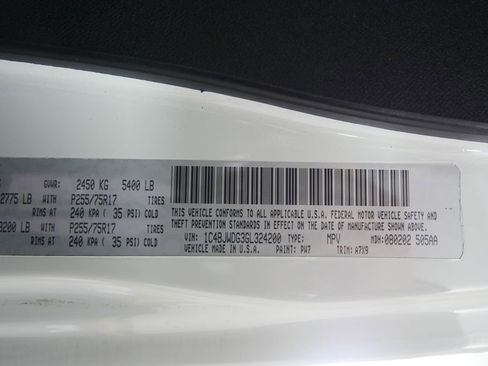 GVWR: 2450 KG 5400 LB
2775 LB WITH P255/75R17 TIRES
RIMS AT 240 KPA ( 35 PSI) COLD
3200 LB WITH P255/75R17 TIRES
RIMS AT 240 KPA ( 35 PSI) COLD
THIS VEHICLE CONFORMS TO ALL APPLICABLE U.S.A. FEDERAL MOTOR VEHICLE SAFETY AND
THEFT PREVENTION STANDARDS IN EFFECT ON THE DATE OF MANUFACTURE SHOWN ABOVE.
VIN: 1C4BJWDG3GL324200 TYPE: MPV MDH: 080202 505AA
VEHICLE MADE IN U.S.A. PAINT: PW7 TRIM: A7X9